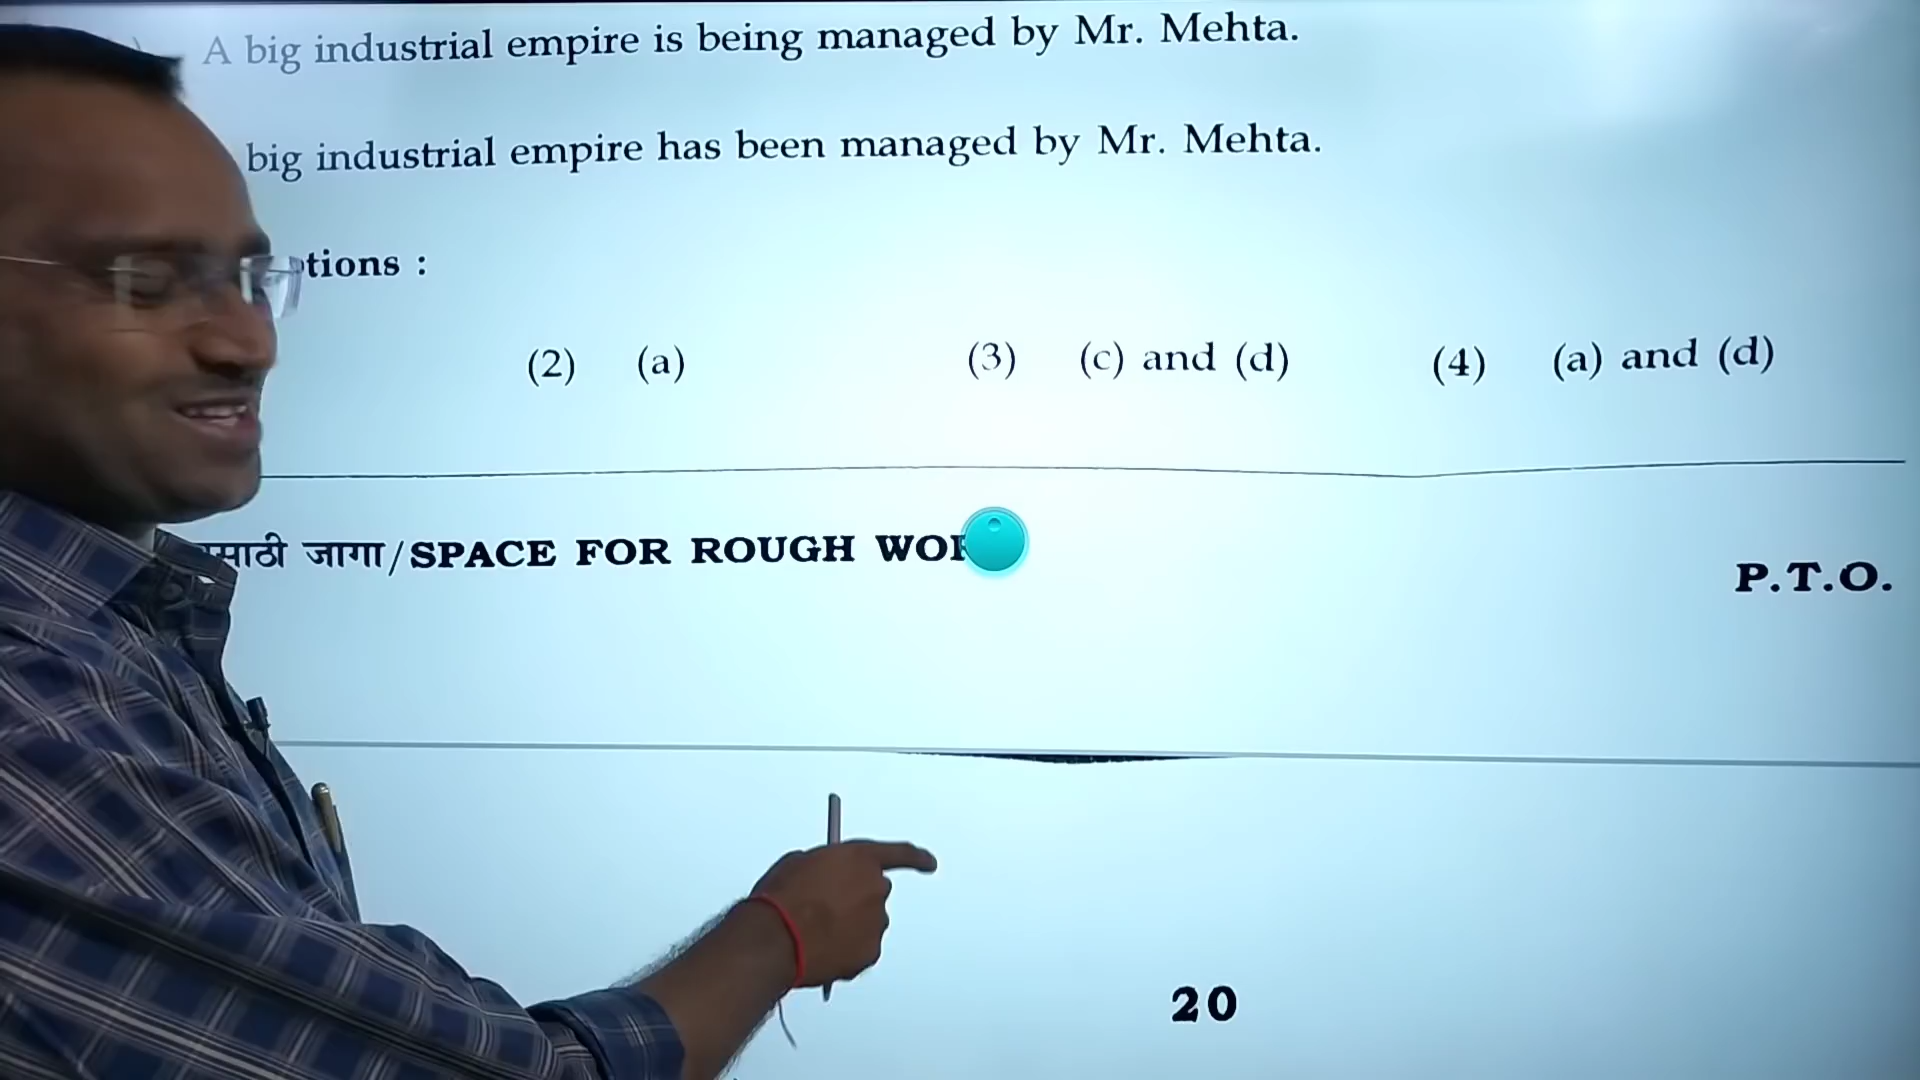 A big industrial empire is being managed by Mr. Mehta.
big industrial empire has been managed by Mr. Mehta.
tions :
(2) (a) (3) (c) and (d) (4) (a) and (d)
जागा/SPACE FOR ROUGH
P.T.O.
20